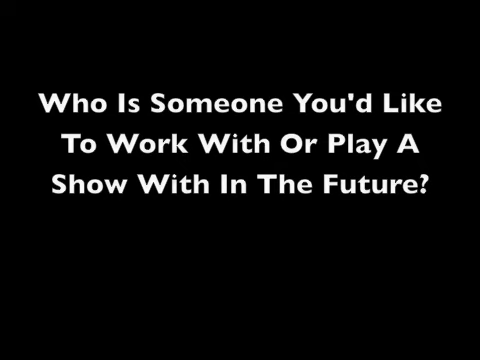 Who Is Someone You'd Like
To Work With Or Play A
Show With In The Future?